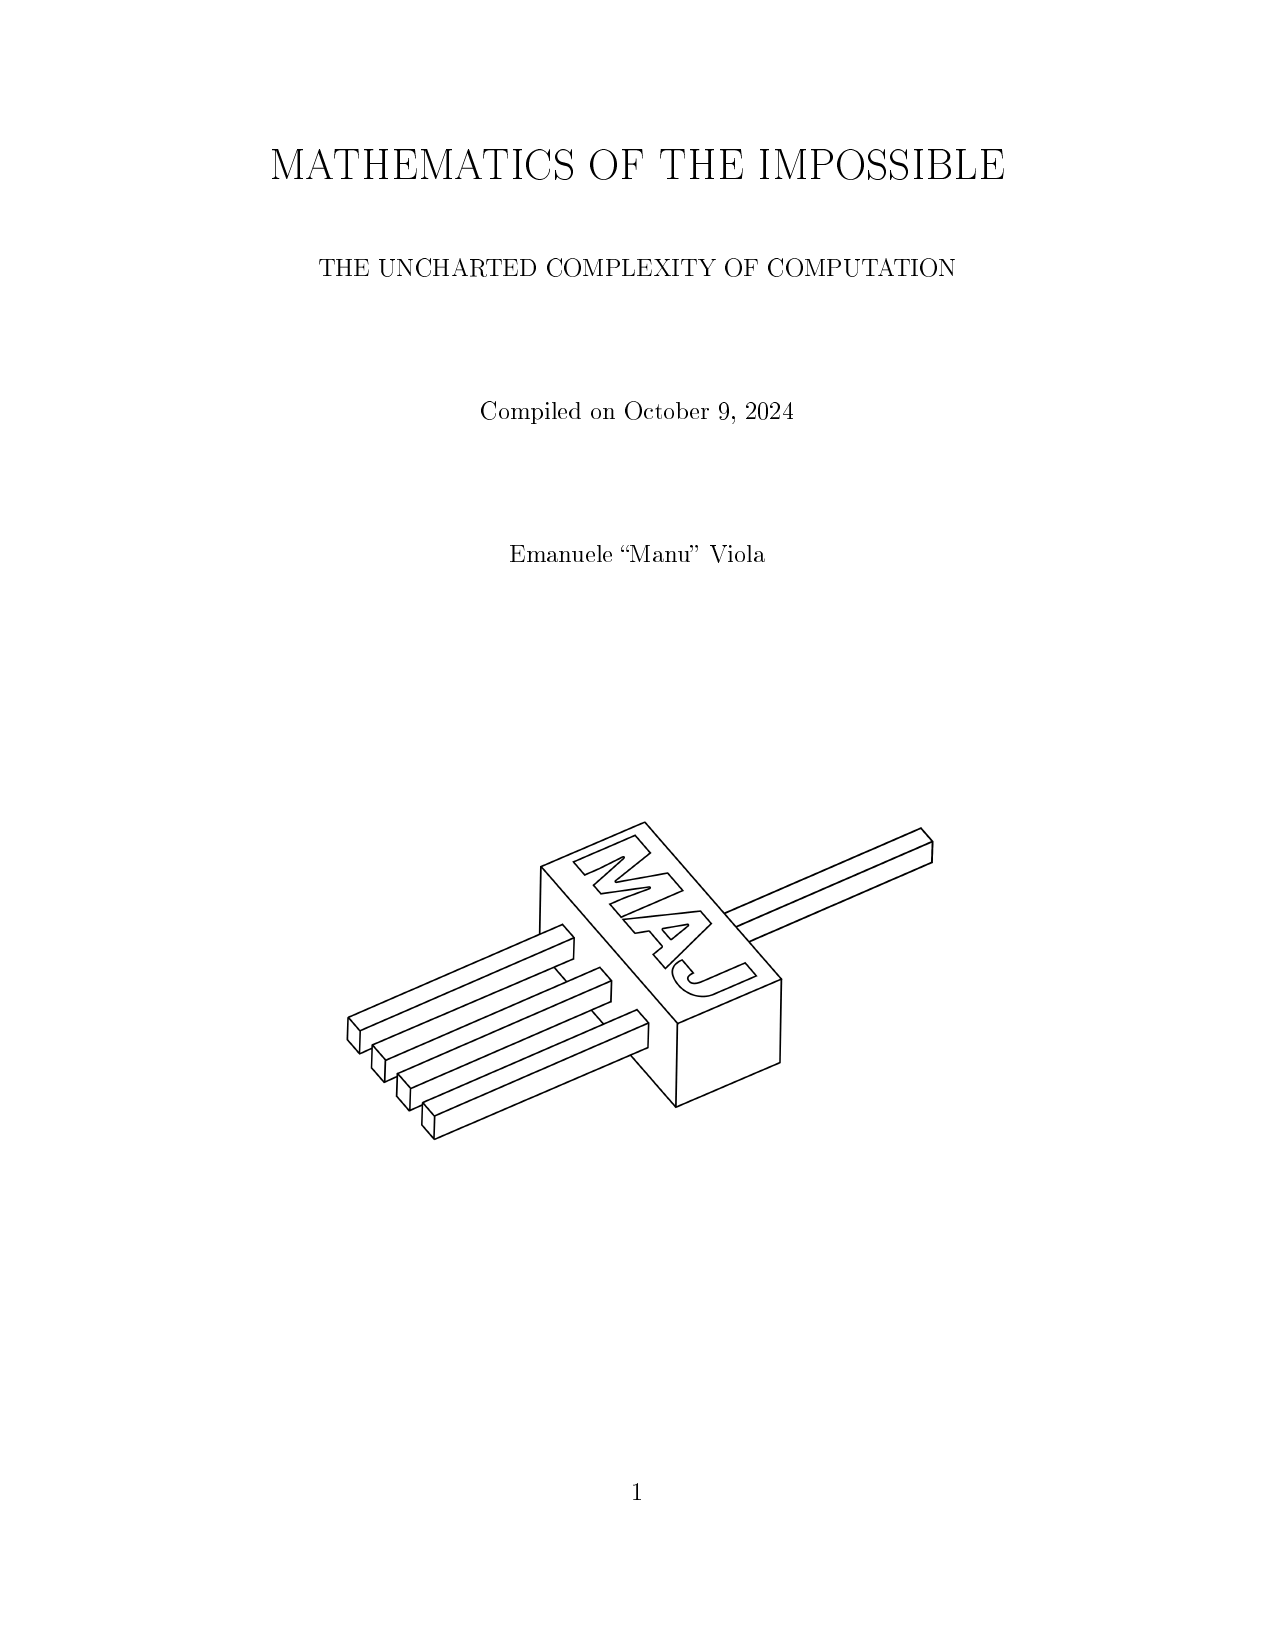 MATHEMATICS OF THE IMPOSSIBLE
THE UNCHARTED COMPLEXITY OF COMPUTATION
Compiled on October 9, 2024
Emanuele “Manu” Viola
MAJ
1